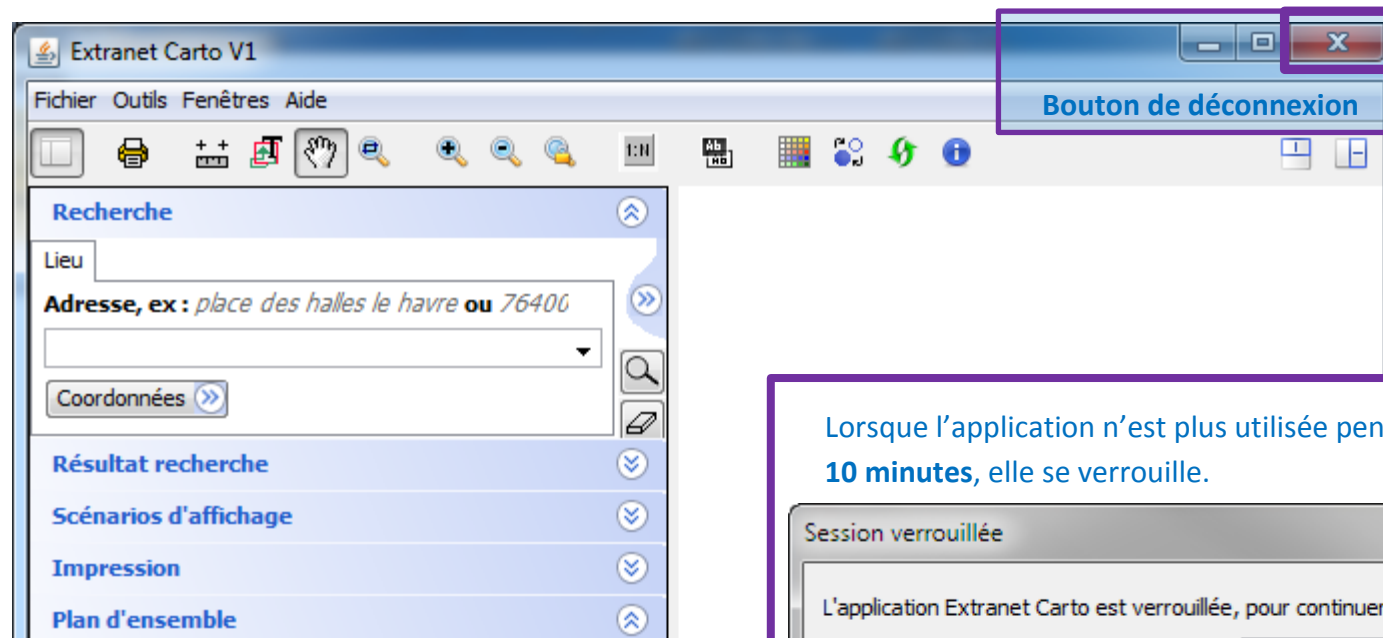 Extranet Carto V1
Fichier Outils Fenêtres Aide
Bouton de déconnexion
1:N
Recherche
Lieu
Adresse, ex : place des halles le havre ou 76400
Coordonnées
Résultat recherche
Scénarios d'affichage
Impression
Plan d'ensemble
Lorsque l'application n'est plus utilisée pen
10 minutes, elle se verrouille.
Session verrouillée
L'application Extranet Carto est verrouillée, pour continuer